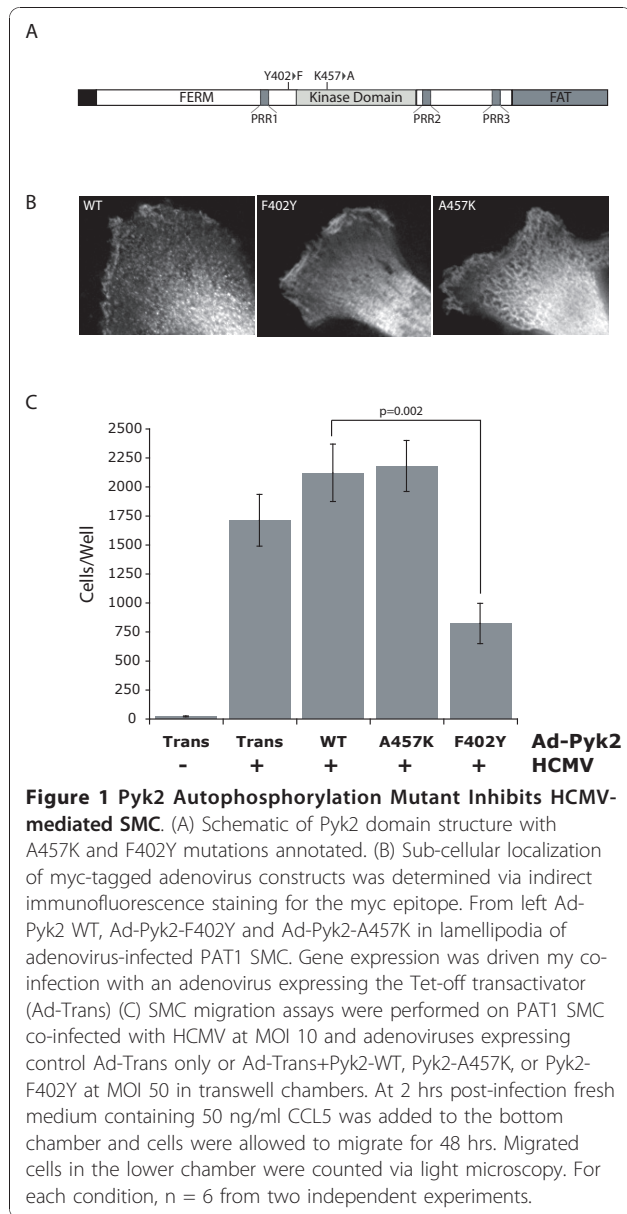 A
Y402▸F K457▸A
FERM Kinase Domain FAT
PRR1 PRR2 PRR3
B
WT F402Y A457K
C
p=0.002
2500
2250
2000
1750
1500
1250
1000
750
500
250
0
Cells/Well
Trans Trans WT A457K F402Y Ad-Pyk2
- + + + + HCMV
Figure 1 Pyk2 Autophosphorylation Mutant Inhibits HCMV-
mediated SMC. (A) Schematic of Pyk2 domain structure with
A457K and F402Y mutations annotated. (B) Sub-cellular localization
of myc-tagged adenovirus constructs was determined via indirect
immunofluorescence staining for the myc epitope. From left Ad-
Pyk2 WT, Ad-Pyk2-F402Y and Ad-Pyk2-A457K in lamellipodia of
adenovirus-infected PAT1 SMC. Gene expression was driven my co-
infection with an adenovirus expressing the Tet-off transactivator
(Ad-Trans) (C) SMC migration assays were performed on PAT1 SMC
co-infected with HCMV at MOI 10 and adenoviruses expressing
control Ad-Trans only or Ad-Trans+Pyk2-WT, Pyk2-A457K, or Pyk2-
F402Y at MOI 50 in transwell chambers. At 2 hrs post-infection fresh
medium containing 50 ng/ml CCL5 was added to the bottom
chamber and cells were allowed to migrate for 48 hrs. Migrated
cells in the lower chamber were counted via light microscopy. For
each condition, n = 6 from two independent experiments.